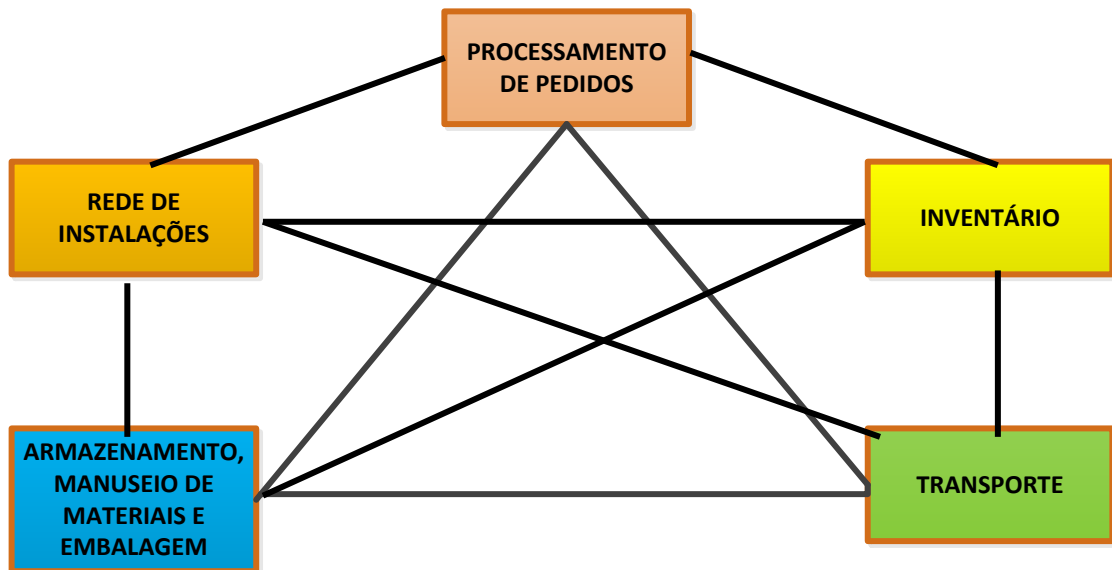 PROCESSAMENTO
DE PEDIDOS
REDE DE
INSTALAÇÕES
INVENTÁRIO
ARMAZENAMENTO,
MANUSEIO DE
MATERIAIS E
EMBALAGEM
TRANSPORTE